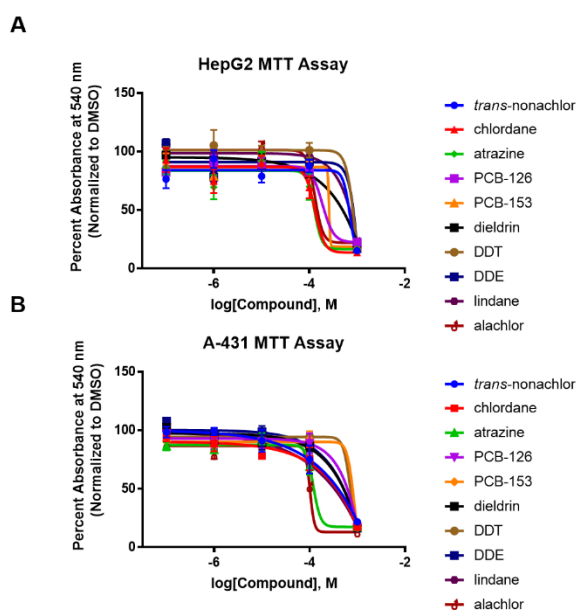 A
HepG2 MTT Assay
Percent Absorbance at 540 nm
(Normalized to DMSO)
150
100
50
0
-6
-4
-2
log[Compound], M
trans-nonachlor
chlordane
atrazine
PCB-126
PCB-153
dieldrin
DDT
DDE
lindane
alachlor
B
A-431 MTT Assay
Percent Absorbance at 540 nm
(Normalized to DMSO)
150
100
50
0
-6
-4
-2
log[Compound], M
trans-nonachlor
chlordane
atrazine
PCB-126
PCB-153
dieldrin
DDT
DDE
lindane
alachlor